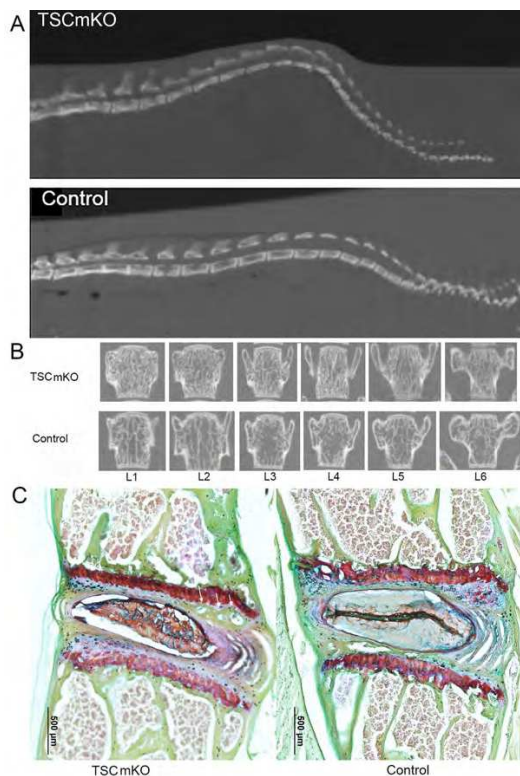 A
TSCmKO
Control
B
TSCmKO
Control
L1 L2 L3 L4 L5 L6
C
500 µm
500 µm
TSCmKO Control